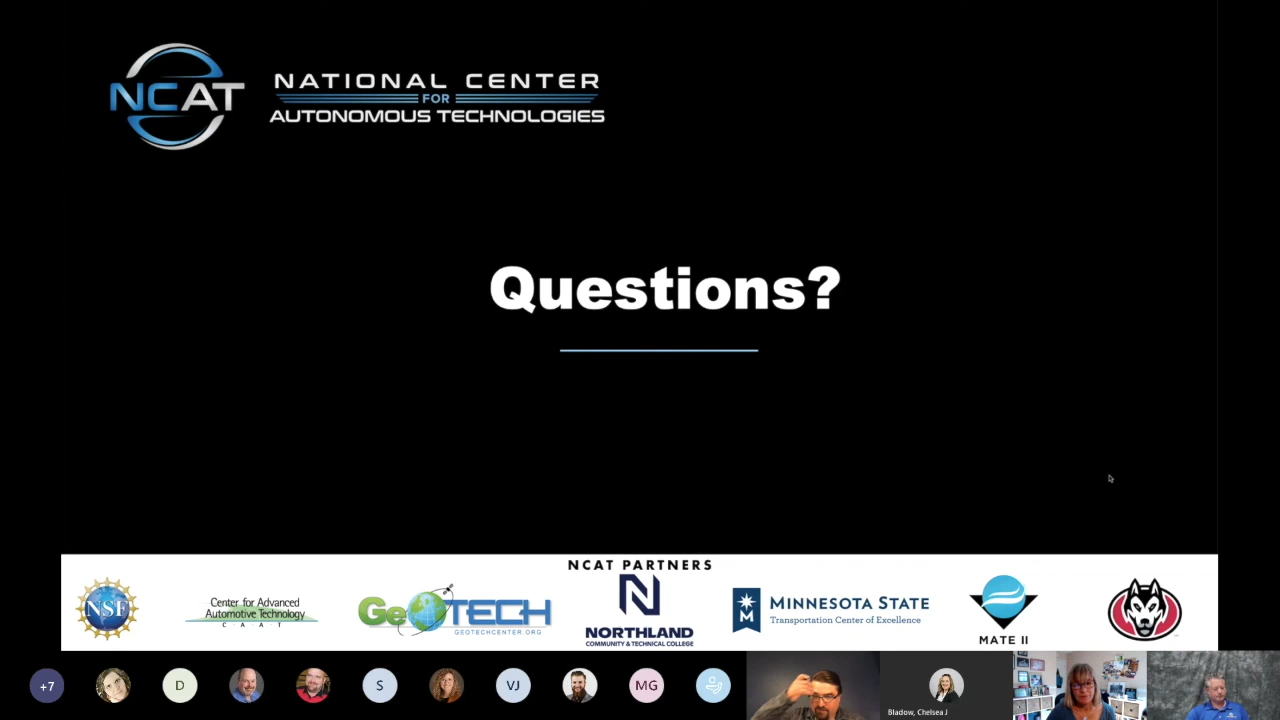 NCAT
NATIONAL CENTER
FOR
AUTONOMOUS TECHNOLOGIES
Questions?
NCAT PARTNERS
NSF
Center for Advanced
Automotive Technology
C A A T
GeoTECH
GEOTECHCENTER.ORG
N
NORTHLAND
COMMUNITY & TECHNICAL COLLEGE
M
MINNESOTA STATE
Transportation Center of Excellence
MATE II
+7
D
S
VJ
MG
Bladow, Chelsea J